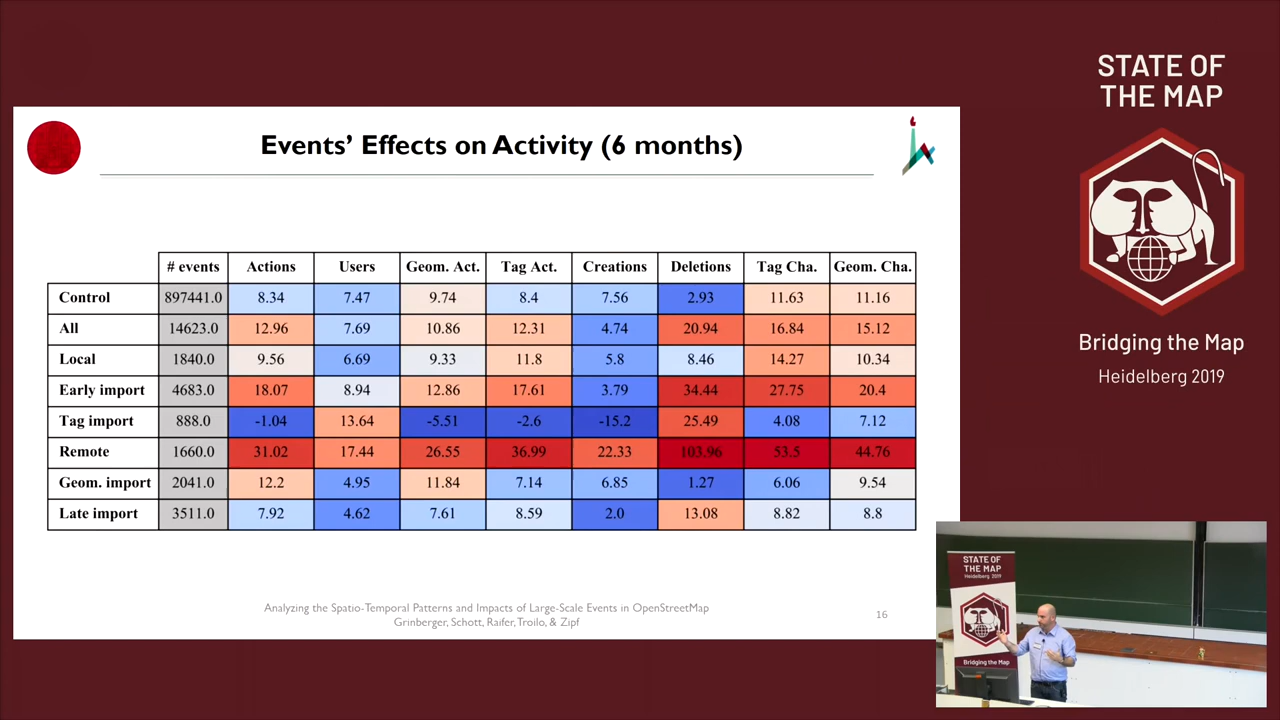 STATE OF
THE MAP
Events' Effects on Activity (6 months)
# events Actions Users Geom. Act. Tag Act. Creations Deletions Tag Cha. Geom. Cha.
Control 897441.0 8.34 7.47 9.74 8.4 7.56 2.93 11.63 11.16
All 14623.0 12.96 7.69 10.86 12.31 4.74 20.94 16.84 15.12
Local 1840.0 9.56 6.69 9.33 11.8 5.8 8.46 14.27 10.34
Early import 4683.0 18.07 8.94 12.86 17.61 3.79 34.44 27.75 20.4
Tag import 888.0 -1.04 13.64 -5.51 -2.6 -15.2 25.49 4.08 7.12
Remote 1660.0 31.02 17.44 26.55 36.99 22.33 103.96 53.5 44.76
Geom. import 2041.0 12.2 4.95 11.84 7.14 6.85 1.27 6.06 9.54
Late import 3511.0 7.92 4.62 7.61 8.59 2.0 13.08 8.82 8.8
Analyzing the Spatio-Temporal Patterns and Impacts of Large-Scale Events in OpenStreetMap
Grinberger, Schott, Raifer, Troilo, & Zipf
16
Bridging the Map
Heidelberg 2019
STATE OF
THE MAP
Heidelberg 2019
Bridging the Map